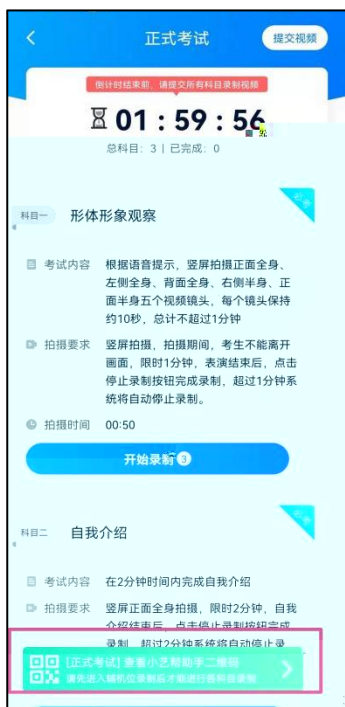 正式考试
提交视频
倒计时结束前，请提交所有科目录制视频
01 : 59 : 56
总科目：3 | 已完成：0
必考
科目一 形体形象观察
考试内容 根据语音提示，竖屏拍摄正面全身、
左侧全身、背面全身、右侧半身、正
面半身五个视频镜头，每个镜头保持
约10秒，总计不超过1分钟
拍摄要求 竖屏拍摄，拍摄期间，考生不能离开
画面，限时1分钟，表演结束后，点击
停止录制按钮完成录制，超过1分钟系
统将自动停止录制。
拍摄时间 00:50
开始录制 3
必考
科目二 自我介绍
考试内容 在2分钟时间内完成自我介绍
拍摄要求 竖屏正面全身拍摄，限时2分钟，自我
介绍结束后，点击停止录制按钮完成
录制，超过2分钟系统将自动停止录
[正式考试] 查看小艺帮助手二维码
请先进入辅机位录制后才能进行各科目录制